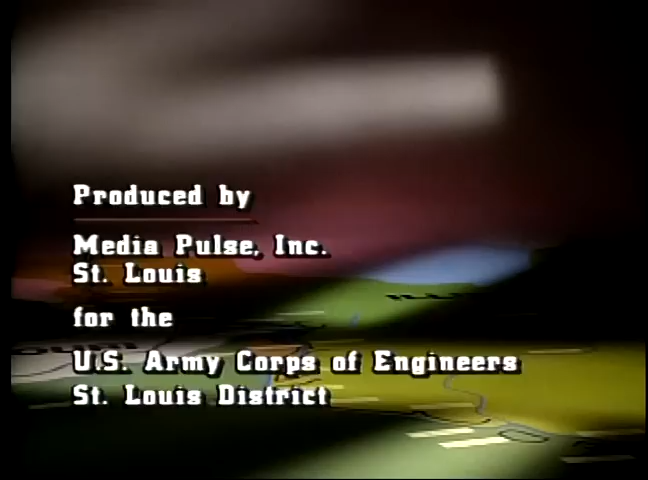 Produced by
Media Pulse, Inc.
St. Louis
for the
U.S. Army Corps of Engineers
St. Louis District